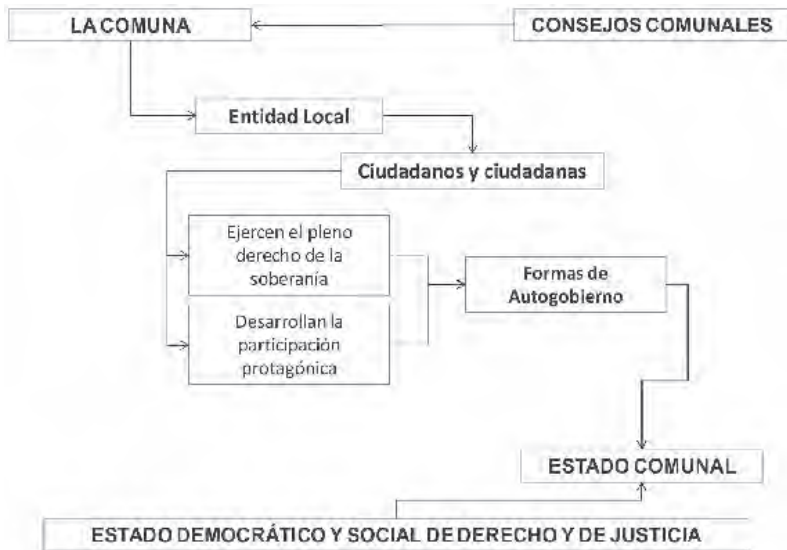 LA COMUNA
CONSEJOS COMUNALES
Entidad Local
Ciudadanos y ciudadanas
Ejercen el pleno
derecho de la
soberanía
Formas de
Autogobierno
Desarrollan la
participación
protagónica
ESTADO COMUNAL
ESTADO DEMOCRÁTICO Y SOCIAL DE DERECHO Y DE JUSTICIA